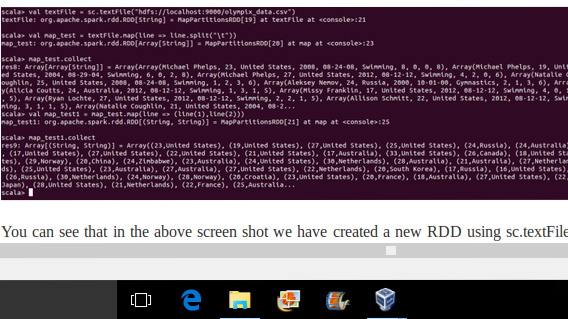 scala> val textFile = sc.textFile("hdfs://localhost:9000/olympix_data.csv")
textFile: org.apache.spark.rdd.RDD[String] = MapPartitionsRDD[19] at textFile at <console>:21
scala> val map_test = textFile.map(line => line.split("\t"))
map_test: org.apache.spark.rdd.RDD[Array[String]] = MapPartitionsRDD[20] at map at <console>:23
scala> map_test.collect
res8: Array[Array[String]] = Array(Array(Michael Phelps, 23, United States, 2008, 08-24-08, Swimming, 8, 0, 0, 8), Array(Michael Phelps, 19, Unit
ed States, 2004, 08-29-04, Swimming, 6, 0, 2, 8), Array(Michael Phelps, 27, United States, 2012, 08-12-12, Swimming, 4, 2, 0, 6), Array(Natalie C
oughlin, 25, United States, 2008, 08-24-08, Swimming, 1, 2, 3, 6), Array(Aleksey Nemov, 24, Russia, 2000, 10-01-00, Gymnastics, 2, 1, 3, 6), Arra
y(Alicia Coutts, 24, Australia, 2012, 08-12-12, Swimming, 1, 3, 1, 5), Array(Missy Franklin, 17, United States, 2012, 08-12-12, Swimming, 4, 0, 1
, 5), Array(Ryan Lochte, 27, United States, 2012, 08-12-12, Swimming, 2, 2, 1, 5), Array(Allison Schmitt, 22, United States, 2012, 08-12-12, Swim
ming, 3, 1, 1, 5), Array(Natalie Coughlin, 21, United States, 2004, 08-2...
scala> val map_test1 = map_test.map(line => (line(1),line(2)))
map_test1: org.apache.spark.rdd.RDD[(String, String)] = MapPartitionsRDD[21] at map at <console>:25
scala> map_test1.collect
res9: Array[(String, String)] = Array((23,United States), (19,United States), (27,United States), (25,United States), (24,Russia), (24,Australia)
, (17,United States), (27,United States), (22,United States), (21,United States), (17,Australia), (33,United States), (26,Canada), (18,United Sta
tes), (29,Norway), (20,China), (24,Zimbabwe), (23,Australia), (24,United States), (30,Netherlands), (28,Australia), (21,Australia), (27,Netherlan
ds), (25,United States), (23,Australia), (27,Australia), (27,United States), (22,Netherlands), (20,South Korea), (17,Russia), (16,United States),
(26,Russia), (30,Netherlands), (24,Norway), (28,Norway), (20,Croatia), (23,United States), (20,France), (18,Australia), (27,United States), (22,
Japan), (28,United States), (21,Netherlands), (22,France), (25,Australia...
scala>
You can see that in the above screen shot we have created a new RDD using sc.textFile